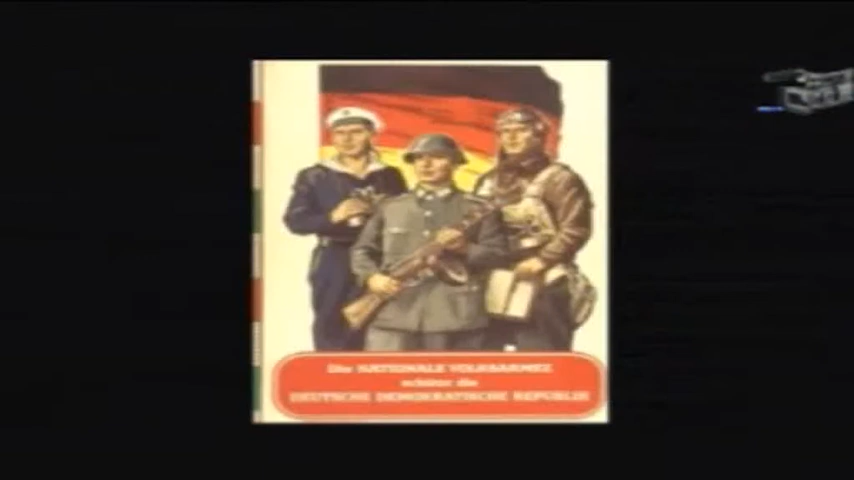 Die NATIONALE VOLKSARMEE
schützt die
DEUTSCHE DEMOKRATISCHE REPUBLIK